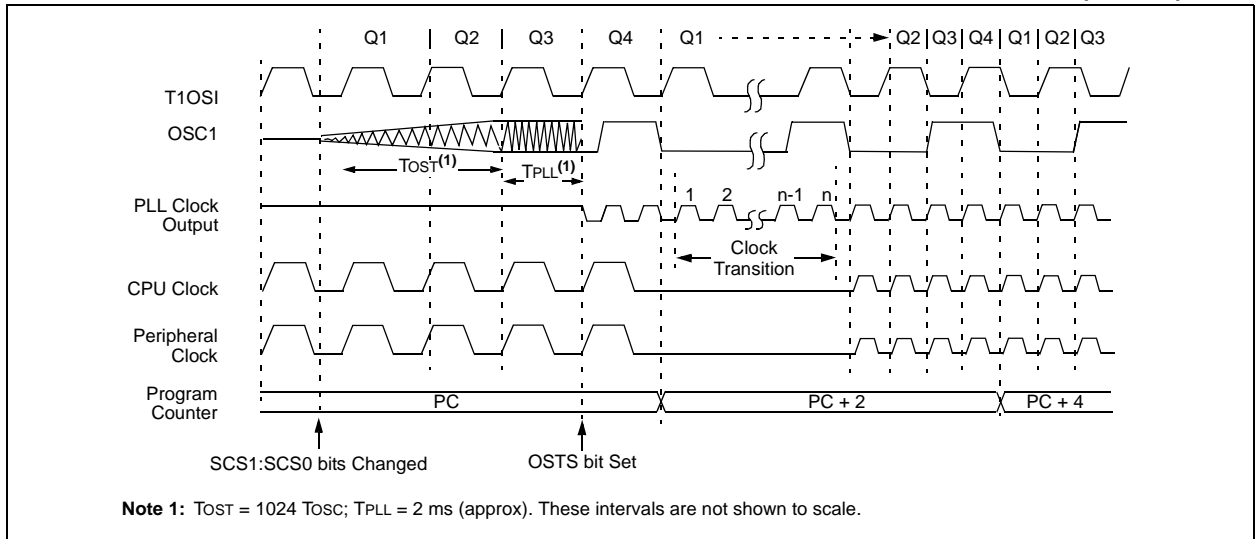 Q1 Q2 Q3 Q4 Q1 Q2 Q3 Q4 Q1 Q2 Q3
T1OSI
OSC1
TOST(1) TPLL(1)
PLL Clock
Output
1 2 n-1 n
Clock
Transition
CPU Clock
Peripheral
Clock
Program
Counter
PC PC + 2 PC + 4
SCS1:SCS0 bits Changed OSTS bit Set
Note 1: TOST = 1024 TOSC; TPLL = 2 ms (approx). These intervals are not shown to scale.